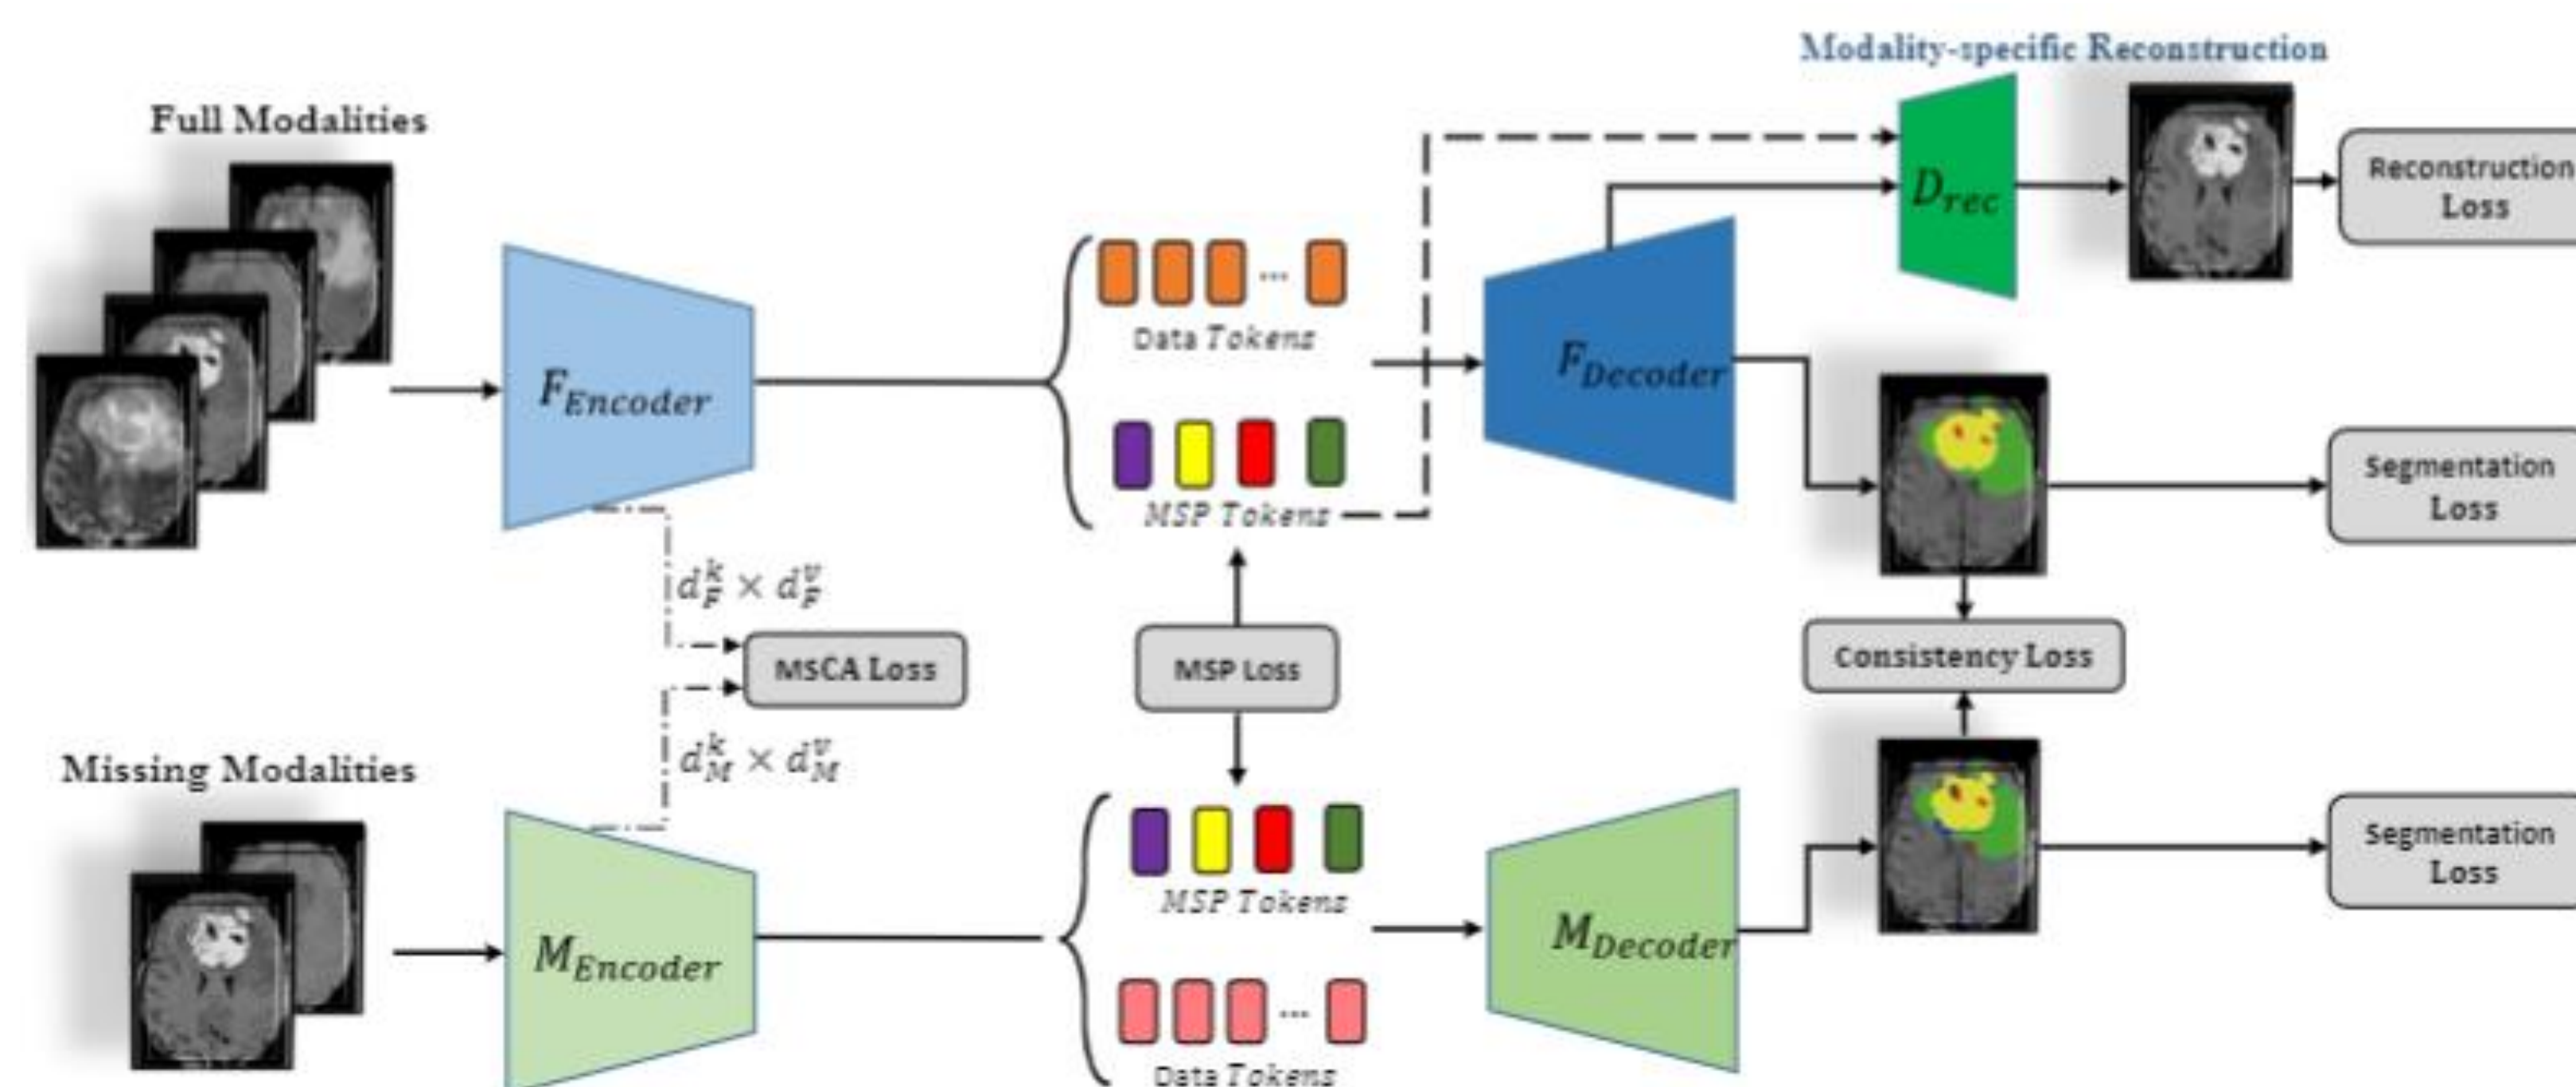 Modality-specific Reconstruction
Full Modalities
D_rec
Reconstruction
Loss
Data Tokens
F_Encoder
F_Decoder
MSP Tokens
Segmentation
Loss
d_F^k × d_F^v
MSCA Loss
MSP Loss
Consistency Loss
d_M^k × d_M^v
Missing Modalities
MSP Tokens
Segmentation
Loss
M_Encoder
M_Decoder
Data Tokens